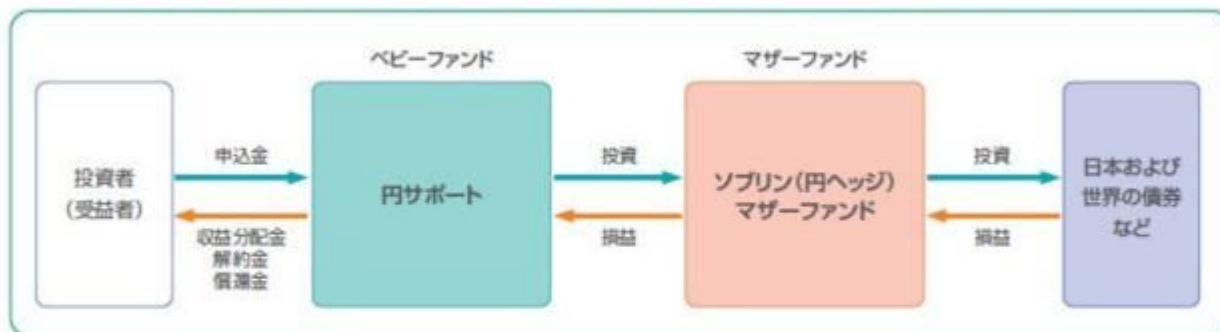 ベビーファンド
マザーファンド
投資者
(受益者)
申込金
収益分配金
解約金
償還金
円サポート
投資
損益
ソブリン(円ヘッジ)
マザーファンド
投資
損益
日本および
世界の債券
など